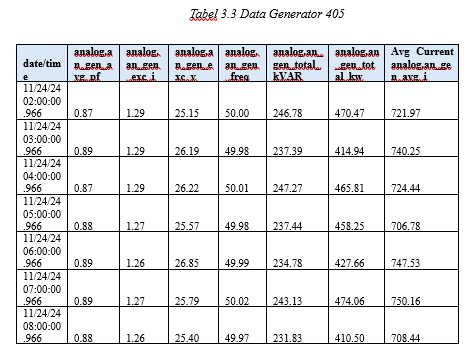 Tabel 3.3 Data Generator 405
date/time analog.an_gen_avg_pf analog.an_gen_exc_i analog.an_gen_exc_v analog.an_gen_freq analog.an_gen_total_kVAR analog.an_gen_total_kw Avg Current analog.an_gen_avg_i
11/24/24 02:00:00.966 0.87 1.29 25.15 50.00 246.78 470.47 721.97
11/24/24 03:00:00.966 0.89 1.29 26.19 49.98 237.39 414.94 740.25
11/24/24 04:00:00.966 0.87 1.29 26.22 50.01 247.27 465.81 724.44
11/24/24 05:00:00.966 0.88 1.27 25.57 49.98 237.44 458.25 706.78
11/24/24 06:00:00.966 0.89 1.26 26.85 49.99 234.78 427.66 747.53
11/24/24 07:00:00.966 0.89 1.27 25.79 50.02 243.13 474.06 750.16
11/24/24 08:00:00.966 0.88 1.26 25.40 49.97 231.83 410.50 708.44